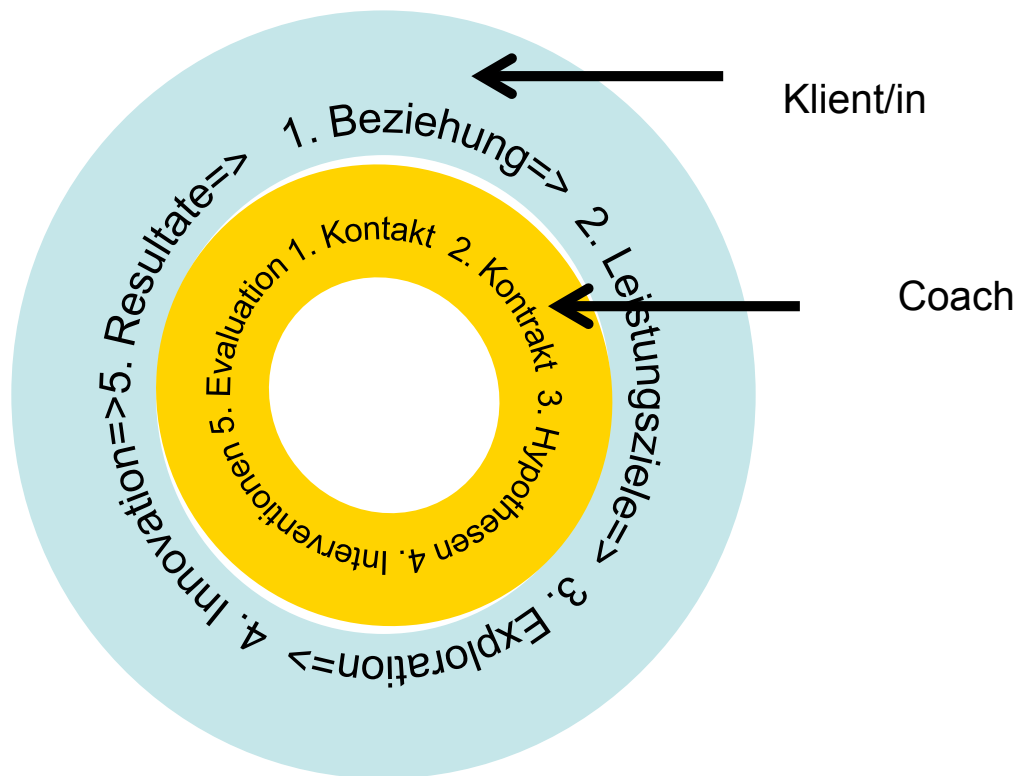 Klient/in
1. Beziehung=> 2. Leistungsziele=> 3. Exploration=> 4. Innovation=>5. Resultate=>
1. Kontakt 2. Kontrakt 3. Hypothesen 4. Interventionen 5. Evaluation
Coach